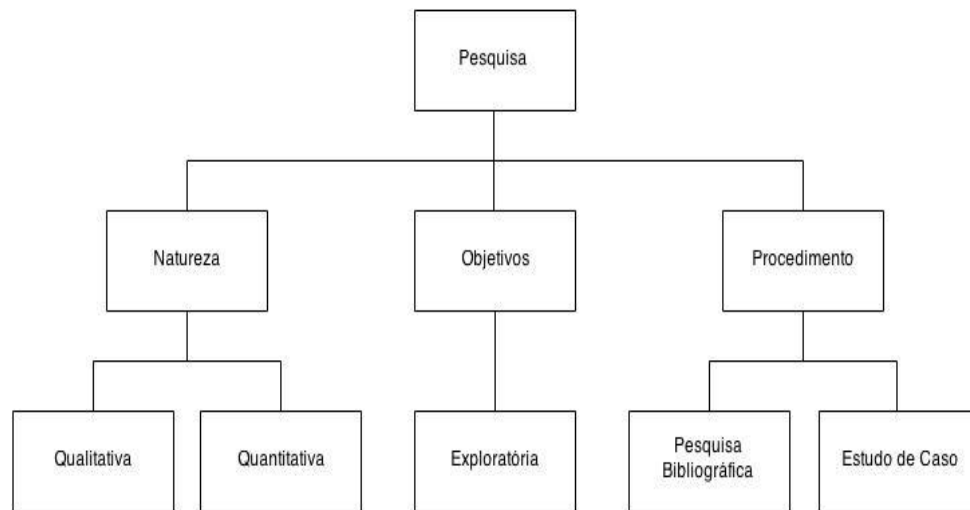 Pesquisa
Natureza
Objetivos
Procedimento
Qualitativa
Quantitativa
Exploratória
Pesquisa
Bibliográfica
Estudo de Caso